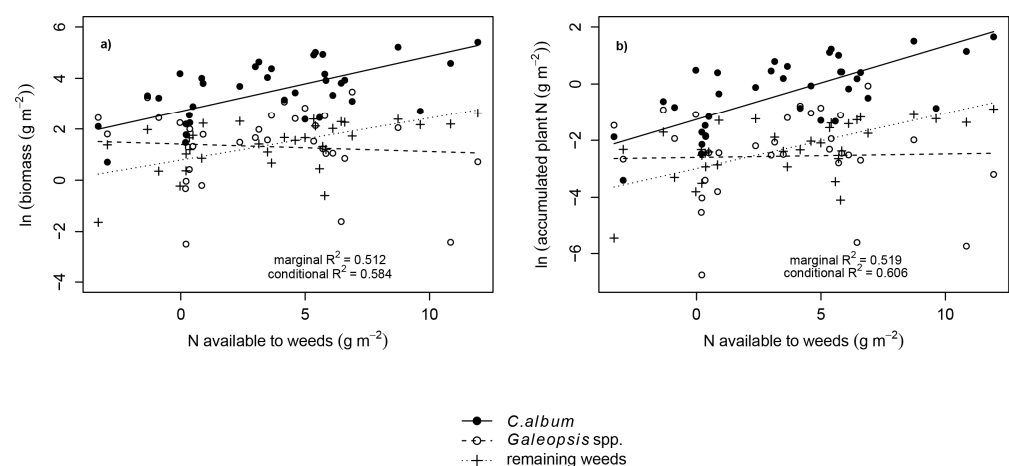 a)
ln (biomass (g m⁻²))
6
4
2
0
−2
−4
marginal R² = 0.512
conditional R² = 0.584
0 5 10
N available to weeds (g m⁻²)
b)
ln (accumulated plant N (g m⁻²))
2
0
−2
−4
−6
marginal R² = 0.519
conditional R² = 0.606
0 5 10
N available to weeds (g m⁻²)
C.album
Galeopsis spp.
remaining weeds